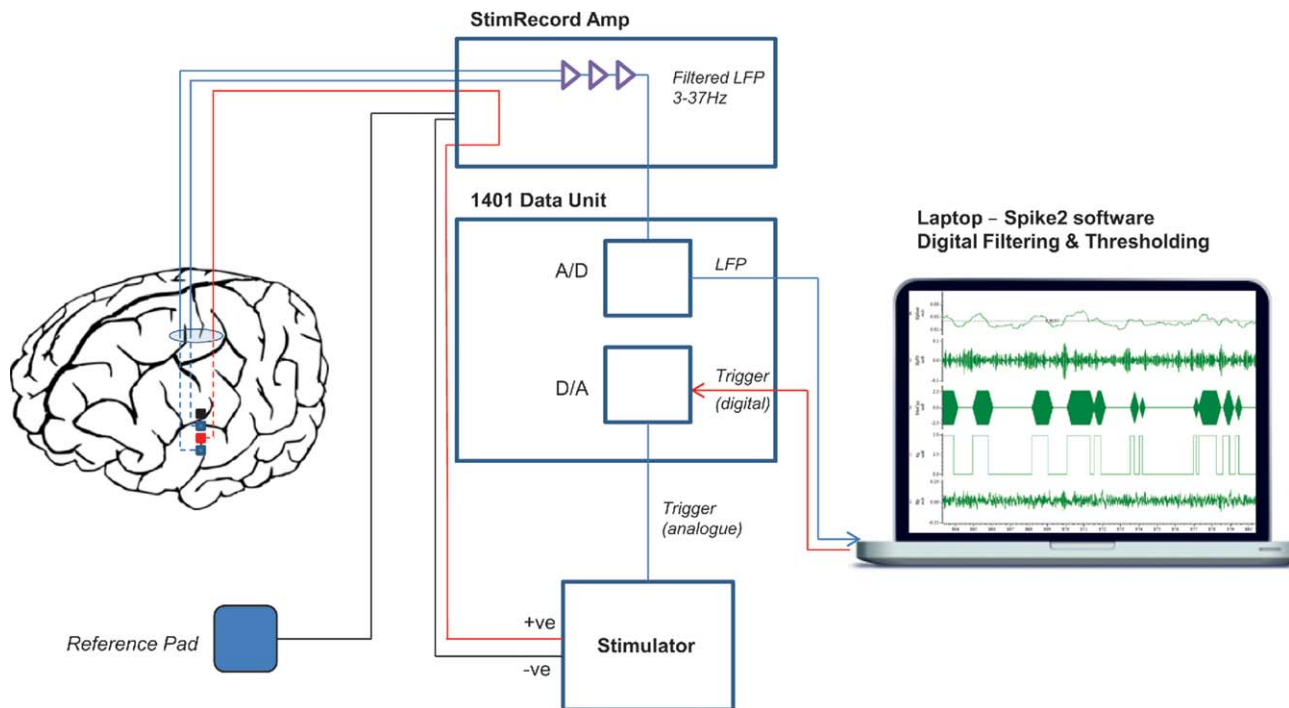 StimRecord Amp
Filtered LFP
3-37Hz
1401 Data Unit
A/D
LFP
D/A
Trigger
(digital)
Trigger
(analogue)
Laptop – Spike2 software
Digital Filtering & Thresholding
Reference Pad
+ve
-ve
Stimulator